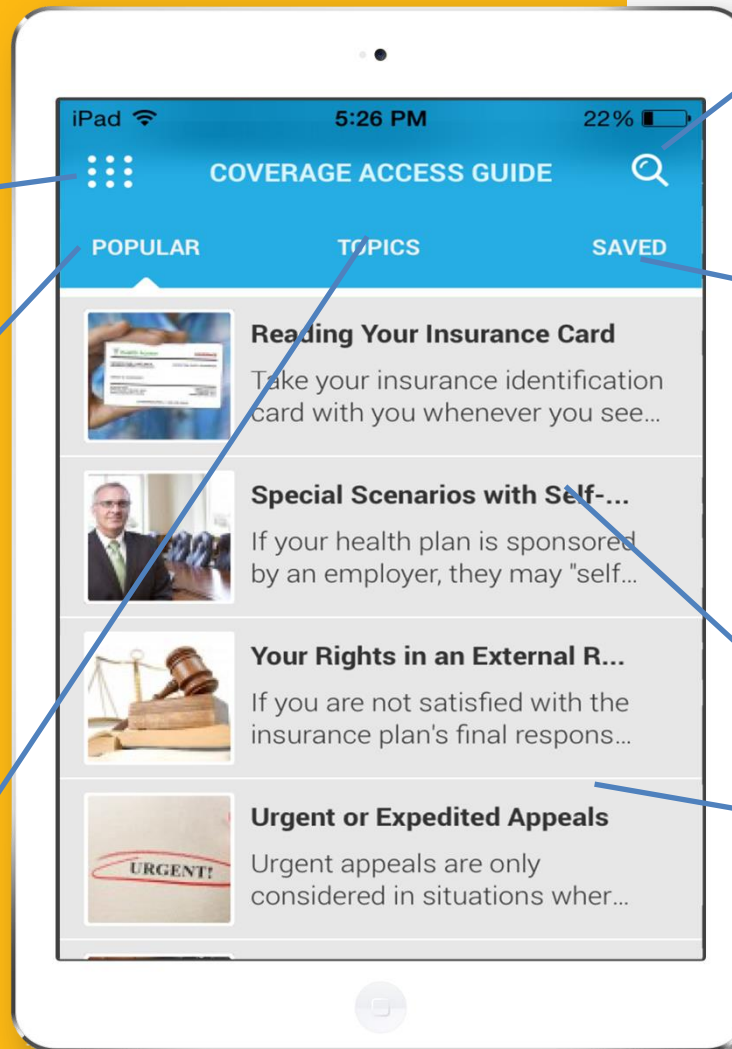 iPad 5:26 PM 22%
COVERAGE ACCESS GUIDE
POPULAR TOPICS SAVED
Reading Your Insurance Card
Take your insurance identification
card with you whenever you see...
Special Scenarios with Self-...
If your health plan is sponsored
by an employer, they may "self...
Your Rights in an External R...
If you are not satisfied with the
insurance plan's final respons...
URGENT!
Urgent or Expedited Appeals
Urgent appeals are only
considered in situations wher...